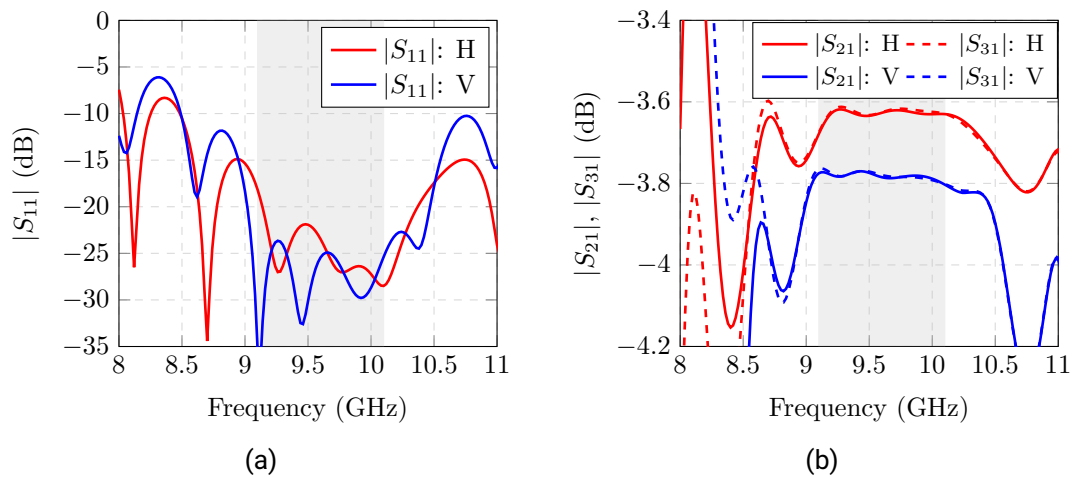 0
−5
−10
−15
−20
−25
−30
−35
|S₁₁| (dB)
|S₁₁|: H
|S₁₁|: V
8 8.5 9 9.5 10 10.5 11
Frequency (GHz)
(a)
−3.4
−3.6
−3.8
−4
−4.2
|S₂₁|, |S₃₁| (dB)
|S₂₁|: H |S₃₁|: H
|S₂₁|: V |S₃₁|: V
8 8.5 9 9.5 10 10.5 11
Frequency (GHz)
(b)